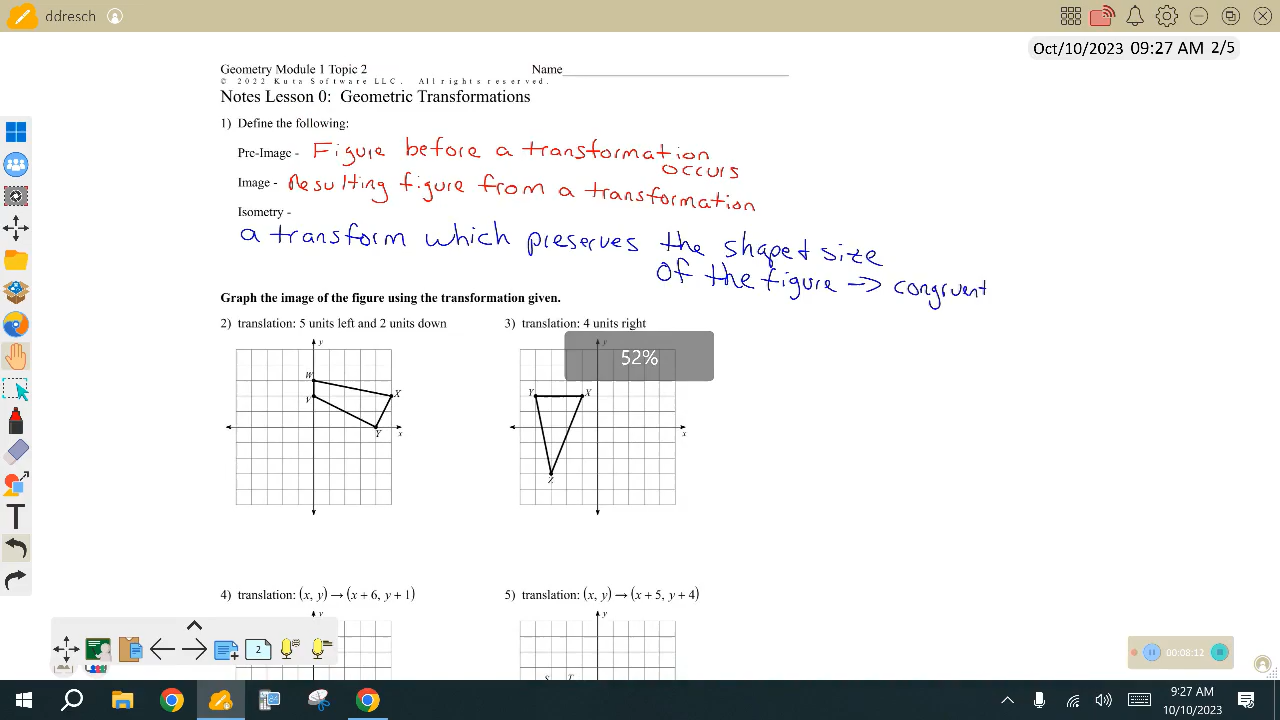 ddresch
Oct/10/2023 09:27 AM 2/5
Geometry Module 1 Topic 2 Name
© 2022 Kuta Software LLC. All rights reserved.
Notes Lesson 0: Geometric Transformations
1) Define the following:
Pre-Image - Figure before a transformation
occurs
Image - Resulting figure from a transformation
Isometry -
a transform which preserves the shape + size
of the figure → congruent
Graph the image of the figure using the transformation given.
2) translation: 5 units left and 2 units down
3) translation: 4 units right
52%
y
W
V
X
Y
x
y
Y
X
x
Z
4) translation: (x, y) → (x + 6, y + 1)
5) translation: (x, y) → (x + 5, y + 4)
y
y
S T
T
2
00:08:12
9:27 AM
10/10/2023